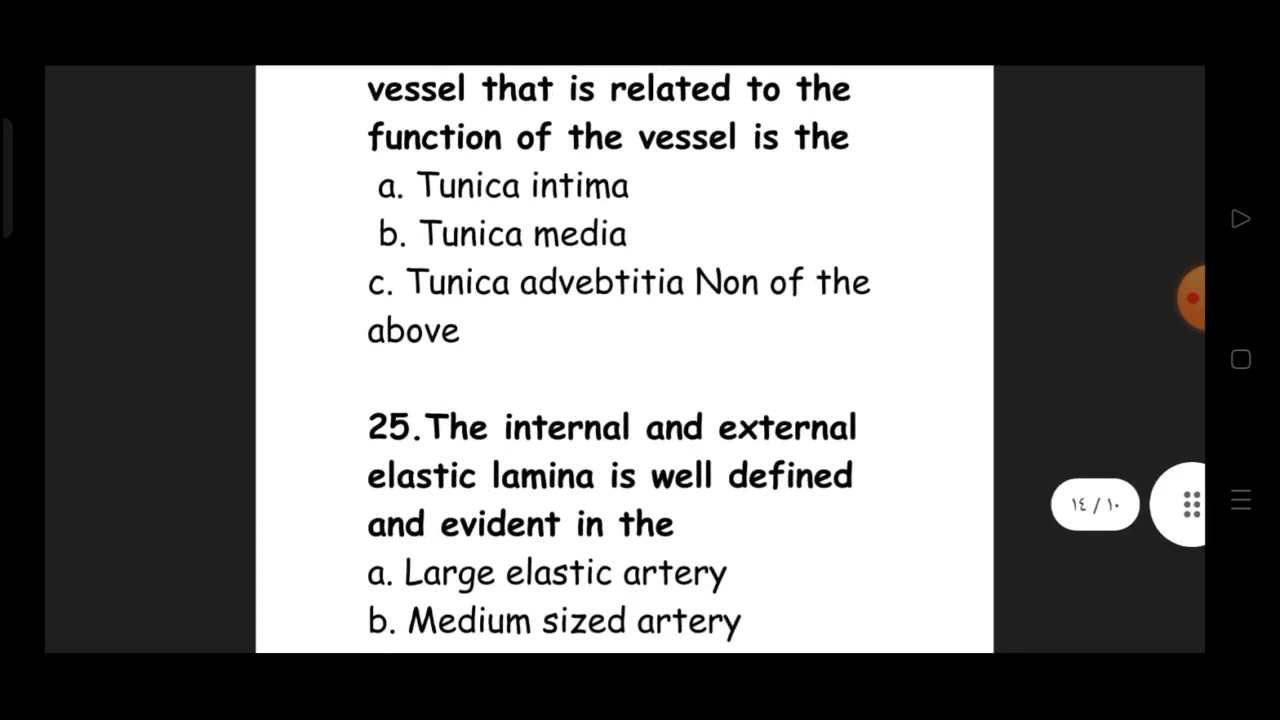 vessel that is related to the
function of the vessel is the
a. Tunica intima
b. Tunica media
c. Tunica advebtitia Non of the
above
25.The internal and external
elastic lamina is well defined
and evident in the
a. Large elastic artery
b. Medium sized artery
١٤ / ١٠